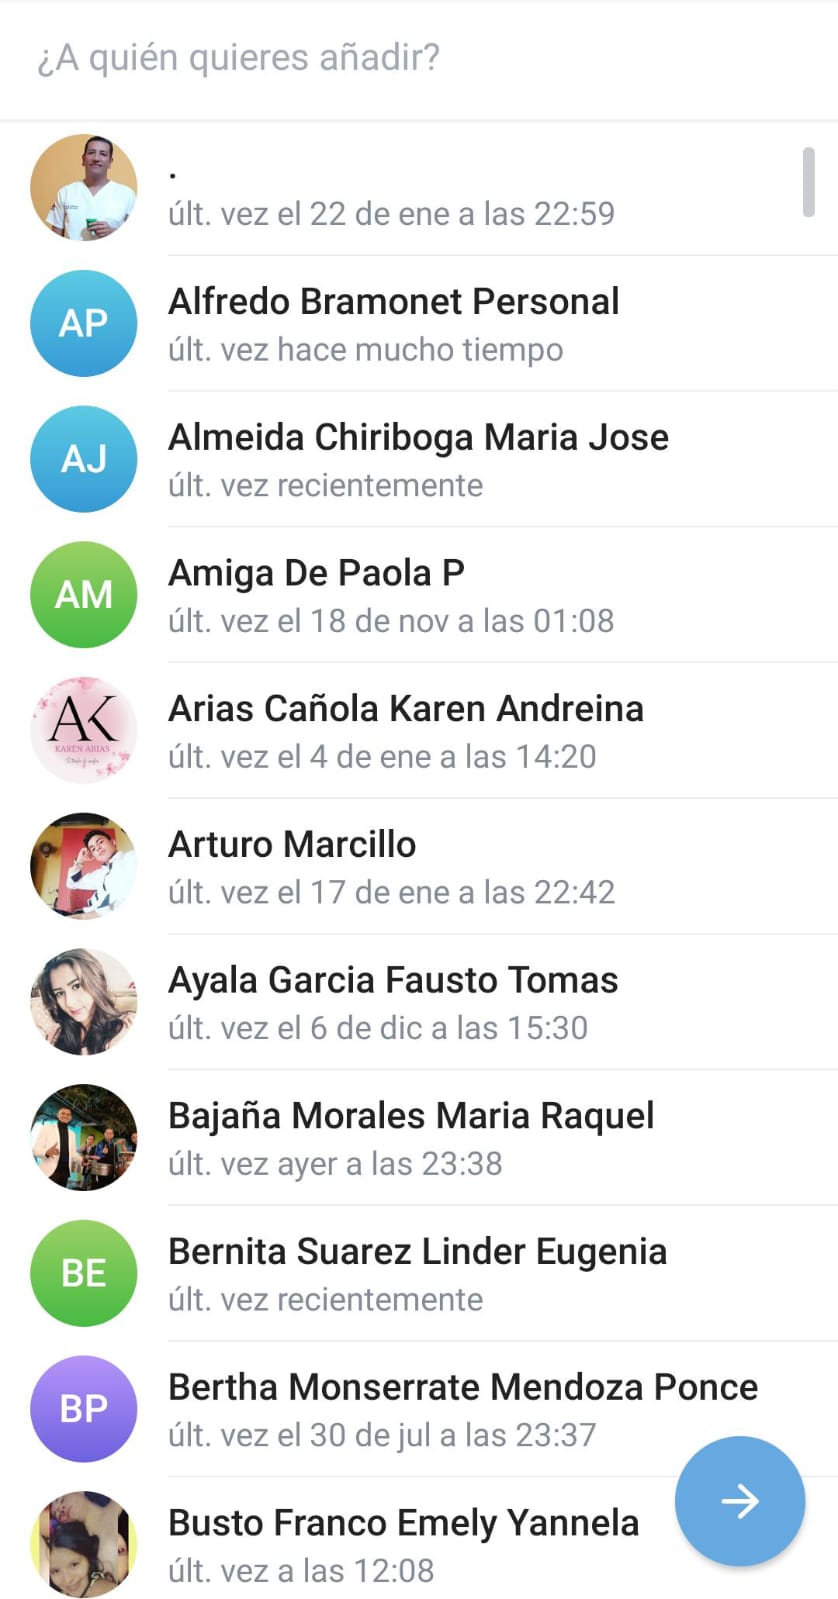 ¿A quién quieres añadir?
.
últ. vez el 22 de ene a las 22:59
AP
Alfredo Bramonet Personal
últ. vez hace mucho tiempo
AJ
Almeida Chiriboga Maria Jose
últ. vez recientemente
AM
Amiga De Paola P
últ. vez el 18 de nov a las 01:08
AK
KAREN ARIAS
Arias Cañola Karen Andreina
últ. vez el 4 de ene a las 14:20
Arturo Marcillo
últ. vez el 17 de ene a las 22:42
Ayala Garcia Fausto Tomas
últ. vez el 6 de dic a las 15:30
Bajaña Morales Maria Raquel
últ. vez ayer a las 23:38
BE
Bernita Suarez Linder Eugenia
últ. vez recientemente
BP
Bertha Monserrate Mendoza Ponce
últ. vez el 30 de jul a las 23:37
Busto Franco Emely Yannela
últ. vez a las 12:08